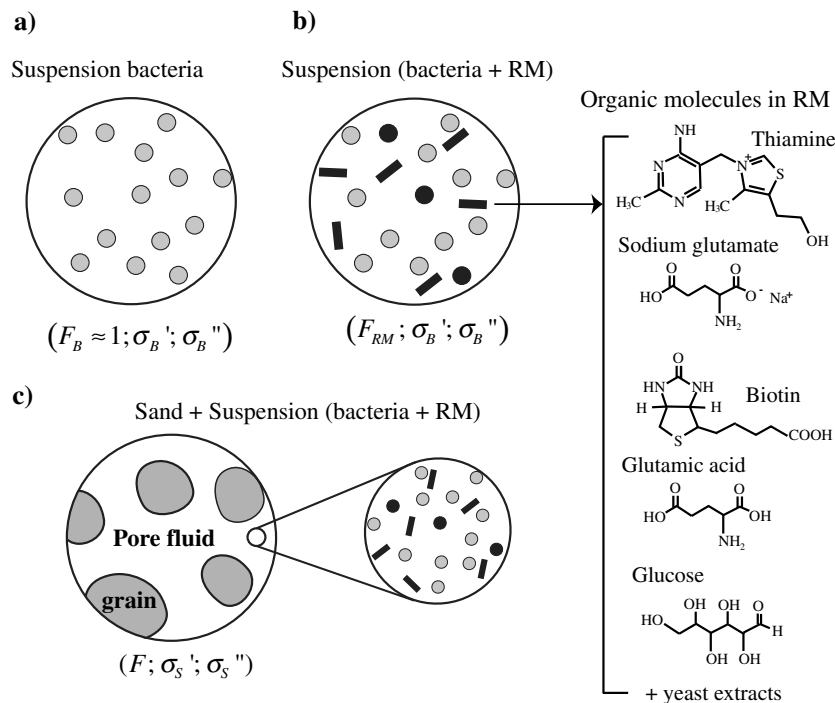 a)
Suspension bacteria
(F_B ≈ 1; σ_B '; σ_B ")
b)
Suspension (bacteria + RM)
(F_RM ; σ_B '; σ_B ")
c)
Sand + Suspension (bacteria + RM)
Pore fluid
grain
(F; σ_S '; σ_S ")
Organic molecules in RM
Thiamine
NH
N
N
H₃C
N+
S
H₃C
OH
Sodium glutamate
O
O
HO
O⁻
Na⁺
NH₂
Biotin
O
HN
NH
H
H
S
COOH
Glutamic acid
O
O
HO
OH
NH₂
Glucose
OH
OH
O
HO
H
OH
OH
+ yeast extracts